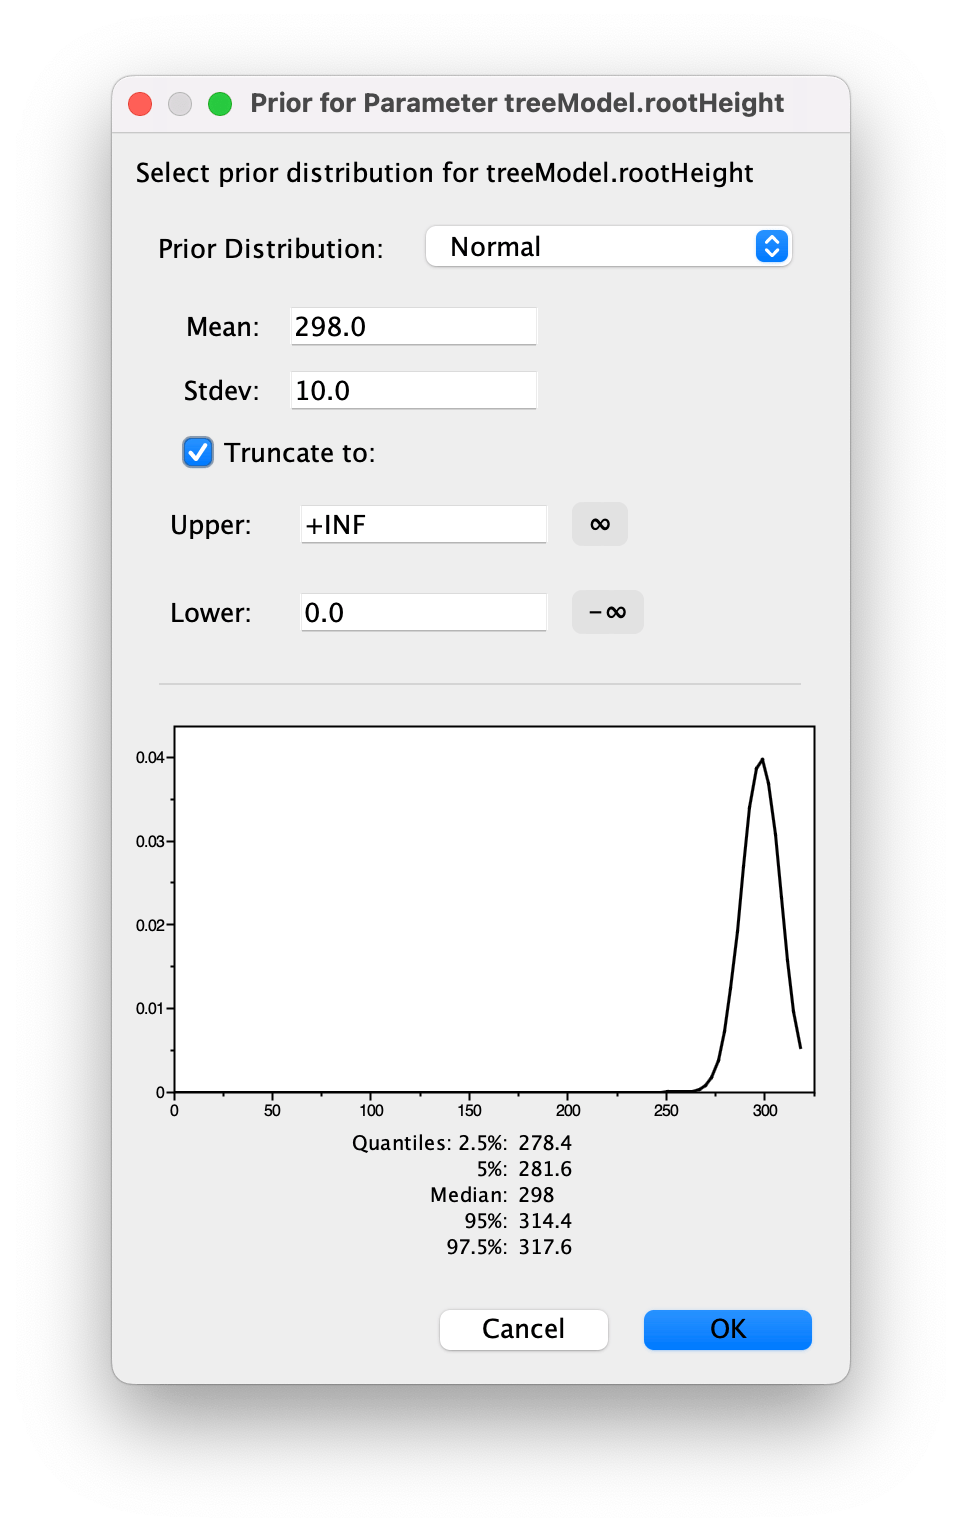 Prior for Parameter treeModel.rootHeight
Select prior distribution for treeModel.rootHeight
Prior Distribution: Normal
Mean: 298.0
Stdev: 10.0
Truncate to:
Upper: +INF ∞
Lower: 0.0 -∞
0.04
0.03
0.02
0.01
0
0 50 100 150 200 250 300
Quantiles: 2.5%: 278.4
5%: 281.6
Median: 298
95%: 314.4
97.5%: 317.6
Cancel OK